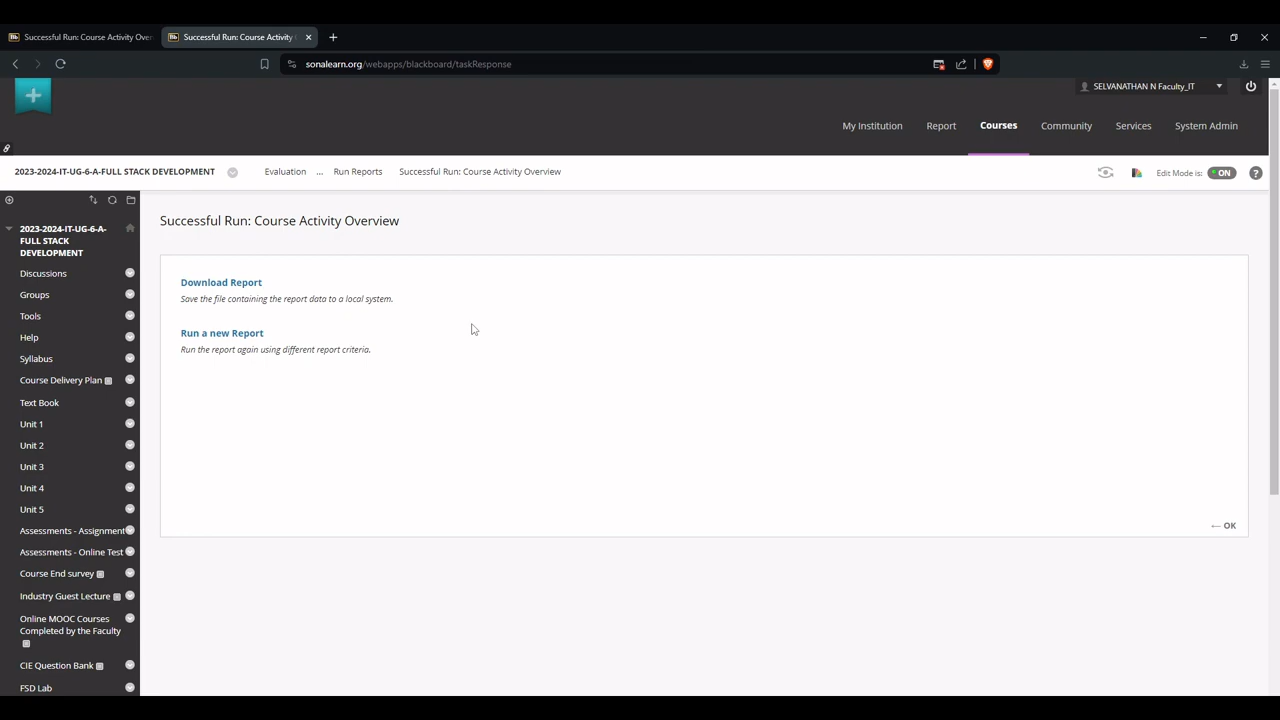 Successful Run: Course Activity Over
Successful Run: Course Activity
sonalearn.org/webapps/blackboard/taskResponse
SELVANATHAN N Faculty_IT
My Institution Report Courses Community Services System Admin
2023-2024-IT-UG-6-A-FULL STACK DEVELOPMENT Evaluation ... Run Reports Successful Run: Course Activity Overview Edit Mode is: ON ?
2023-2024-IT-UG-6-A-
FULL STACK
DEVELOPMENT
Discussions
Groups
Tools
Help
Syllabus
Course Delivery Plan
Text Book
Unit 1
Unit 2
Unit 3
Unit 4
Unit 5
Assessments - Assignment
Assessments - Online Test
Course End survey
Industry Guest Lecture
Online MOOC Courses
Completed by the Faculty
CIE Question Bank
FSD Lab
Successful Run: Course Activity Overview
Download Report
Save the file containing the report data to a local system.
Run a new Report
Run the report again using different report criteria.
← OK